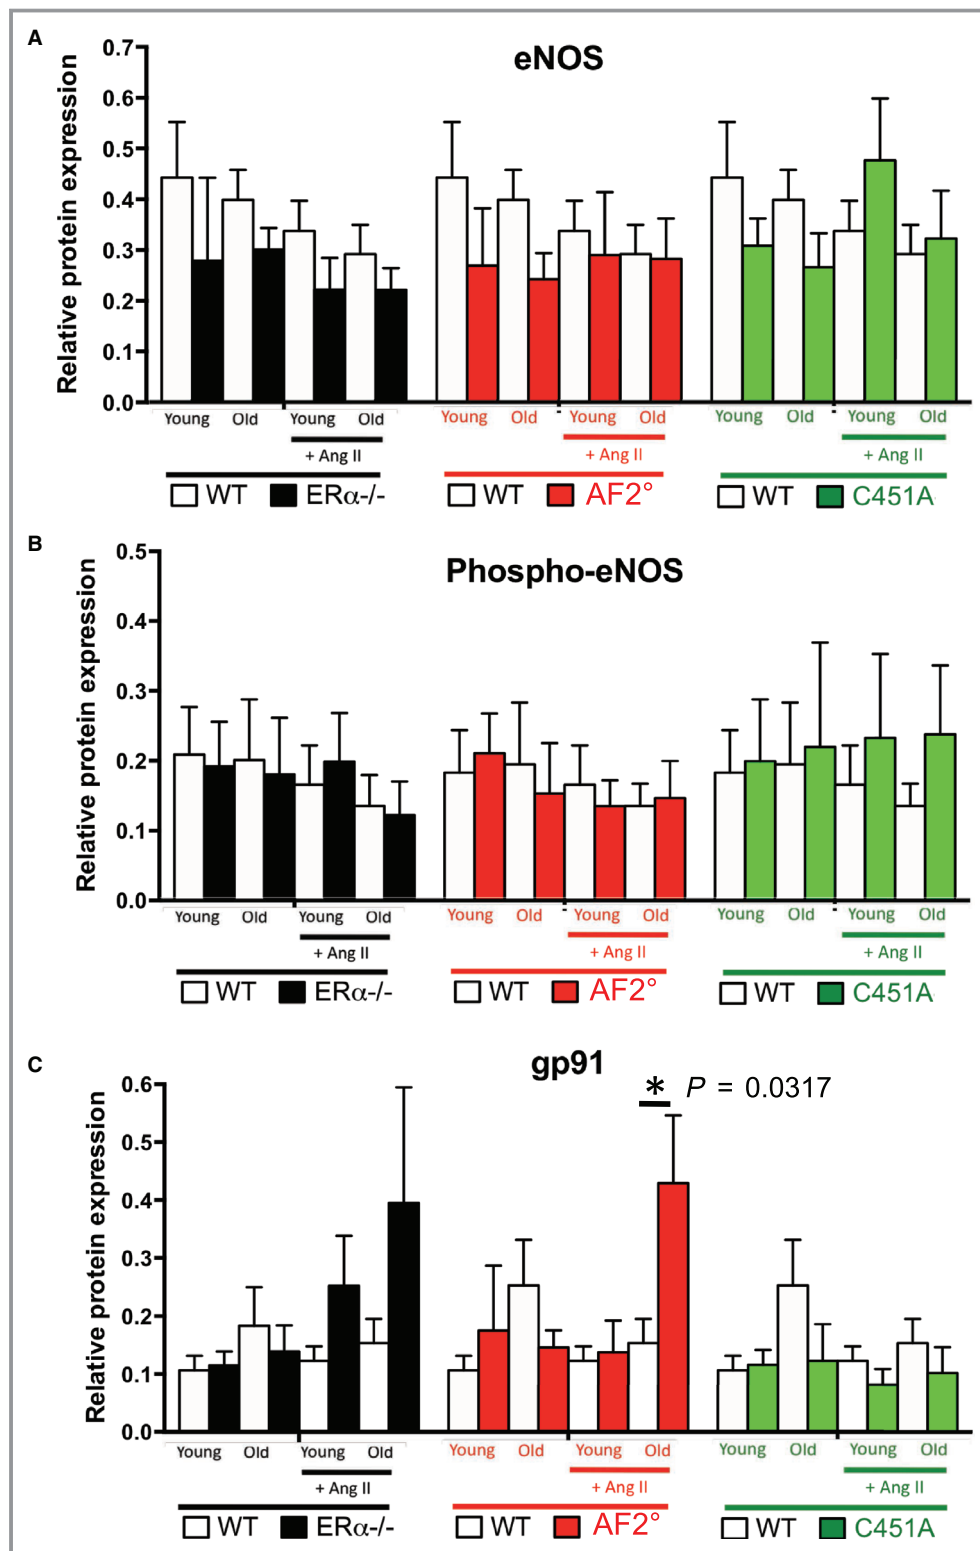 A
eNOS
Relative protein expression
0.7
0.6
0.5
0.4
0.3
0.2
0.1
0.0
Young Old Young Old Young Old Young Old Young Old Young Old
+ Ang II + Ang II + Ang II
WT ERα-/- WT AF2° WT C451A
B
Phospho-eNOS
Relative protein expression
0.5
0.4
0.3
0.2
0.1
0.0
Young Old Young Old Young Old Young Old Young Old Young Old
+ Ang II + Ang II + Ang II
WT ERα-/- WT AF2° WT C451A
C
gp91
* P = 0.0317
Relative protein expression
0.6
0.5
0.4
0.3
0.2
0.1
0.0
Young Old Young Old Young Old Young Old Young Old Young Old
+ Ang II + Ang II + Ang II
WT ERα-/- WT AF2° WT C451A